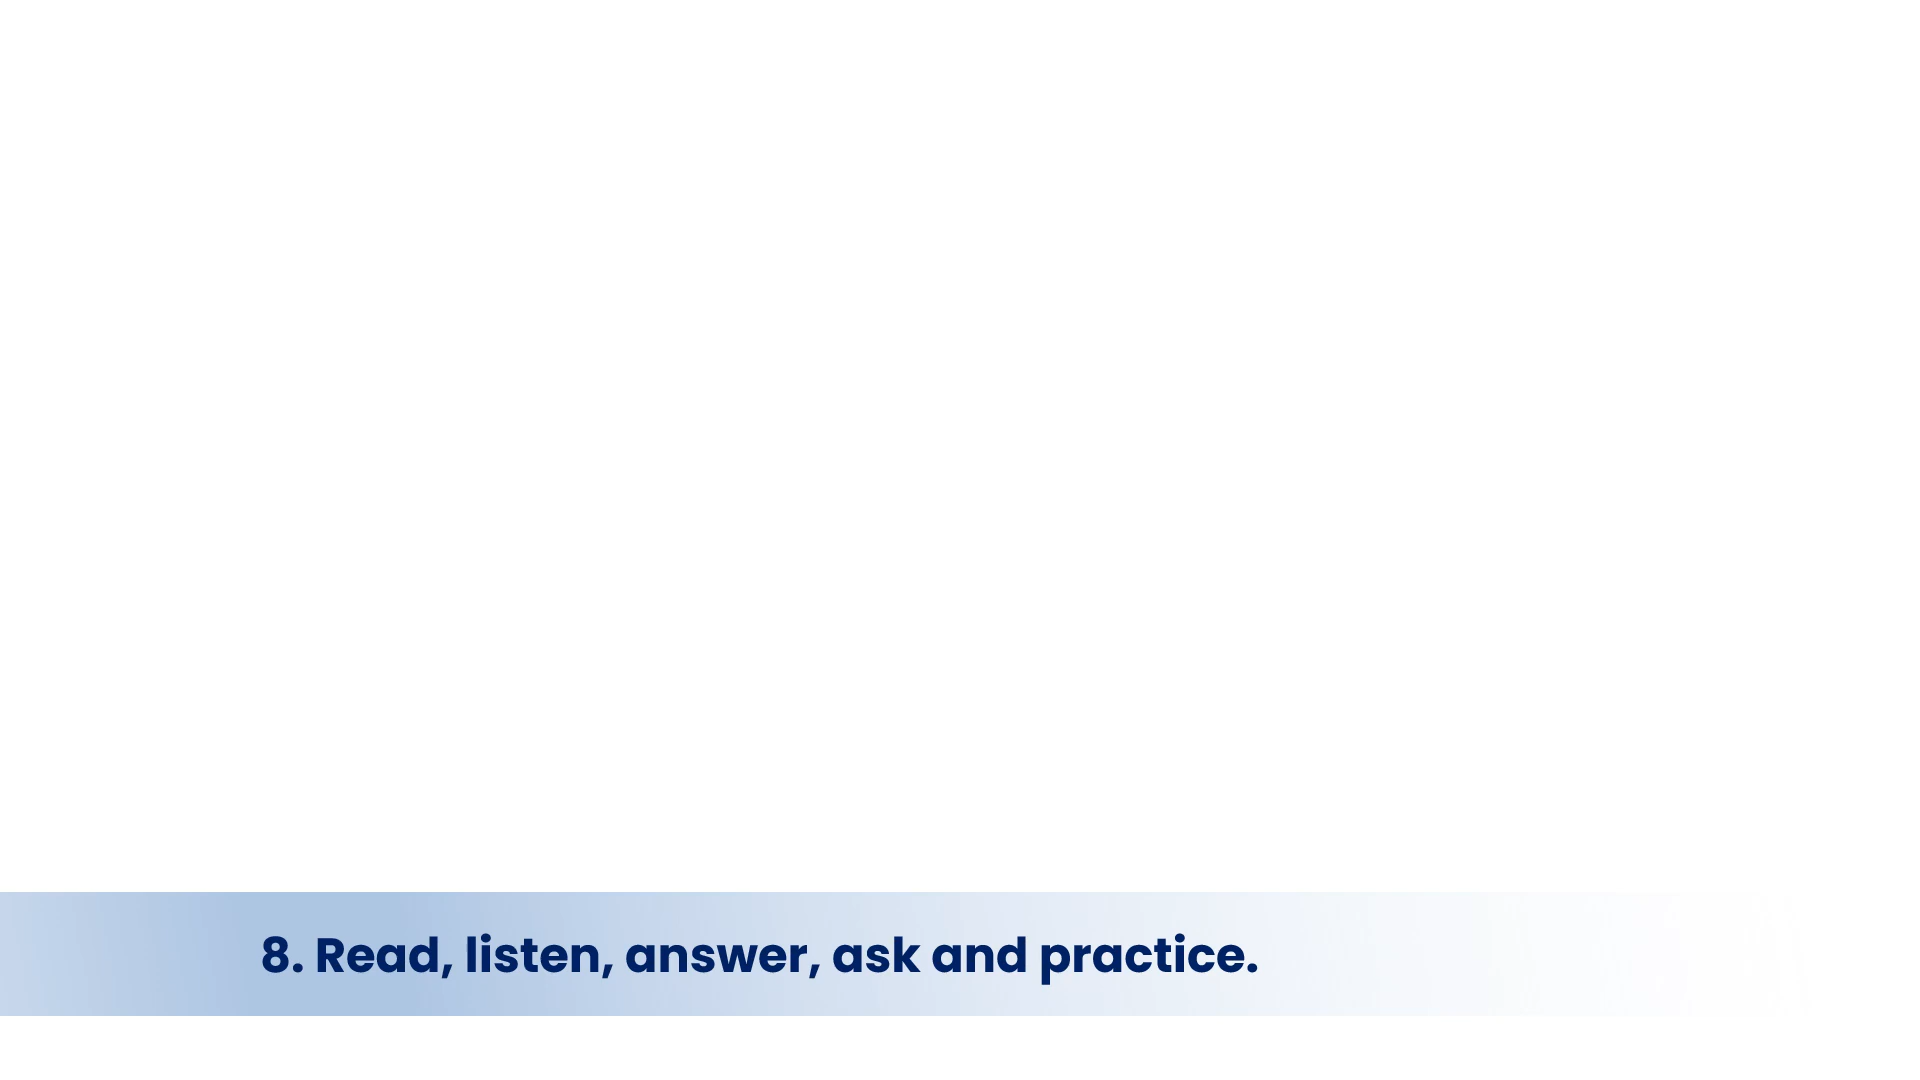 8. Read, listen, answer, ask and practice.